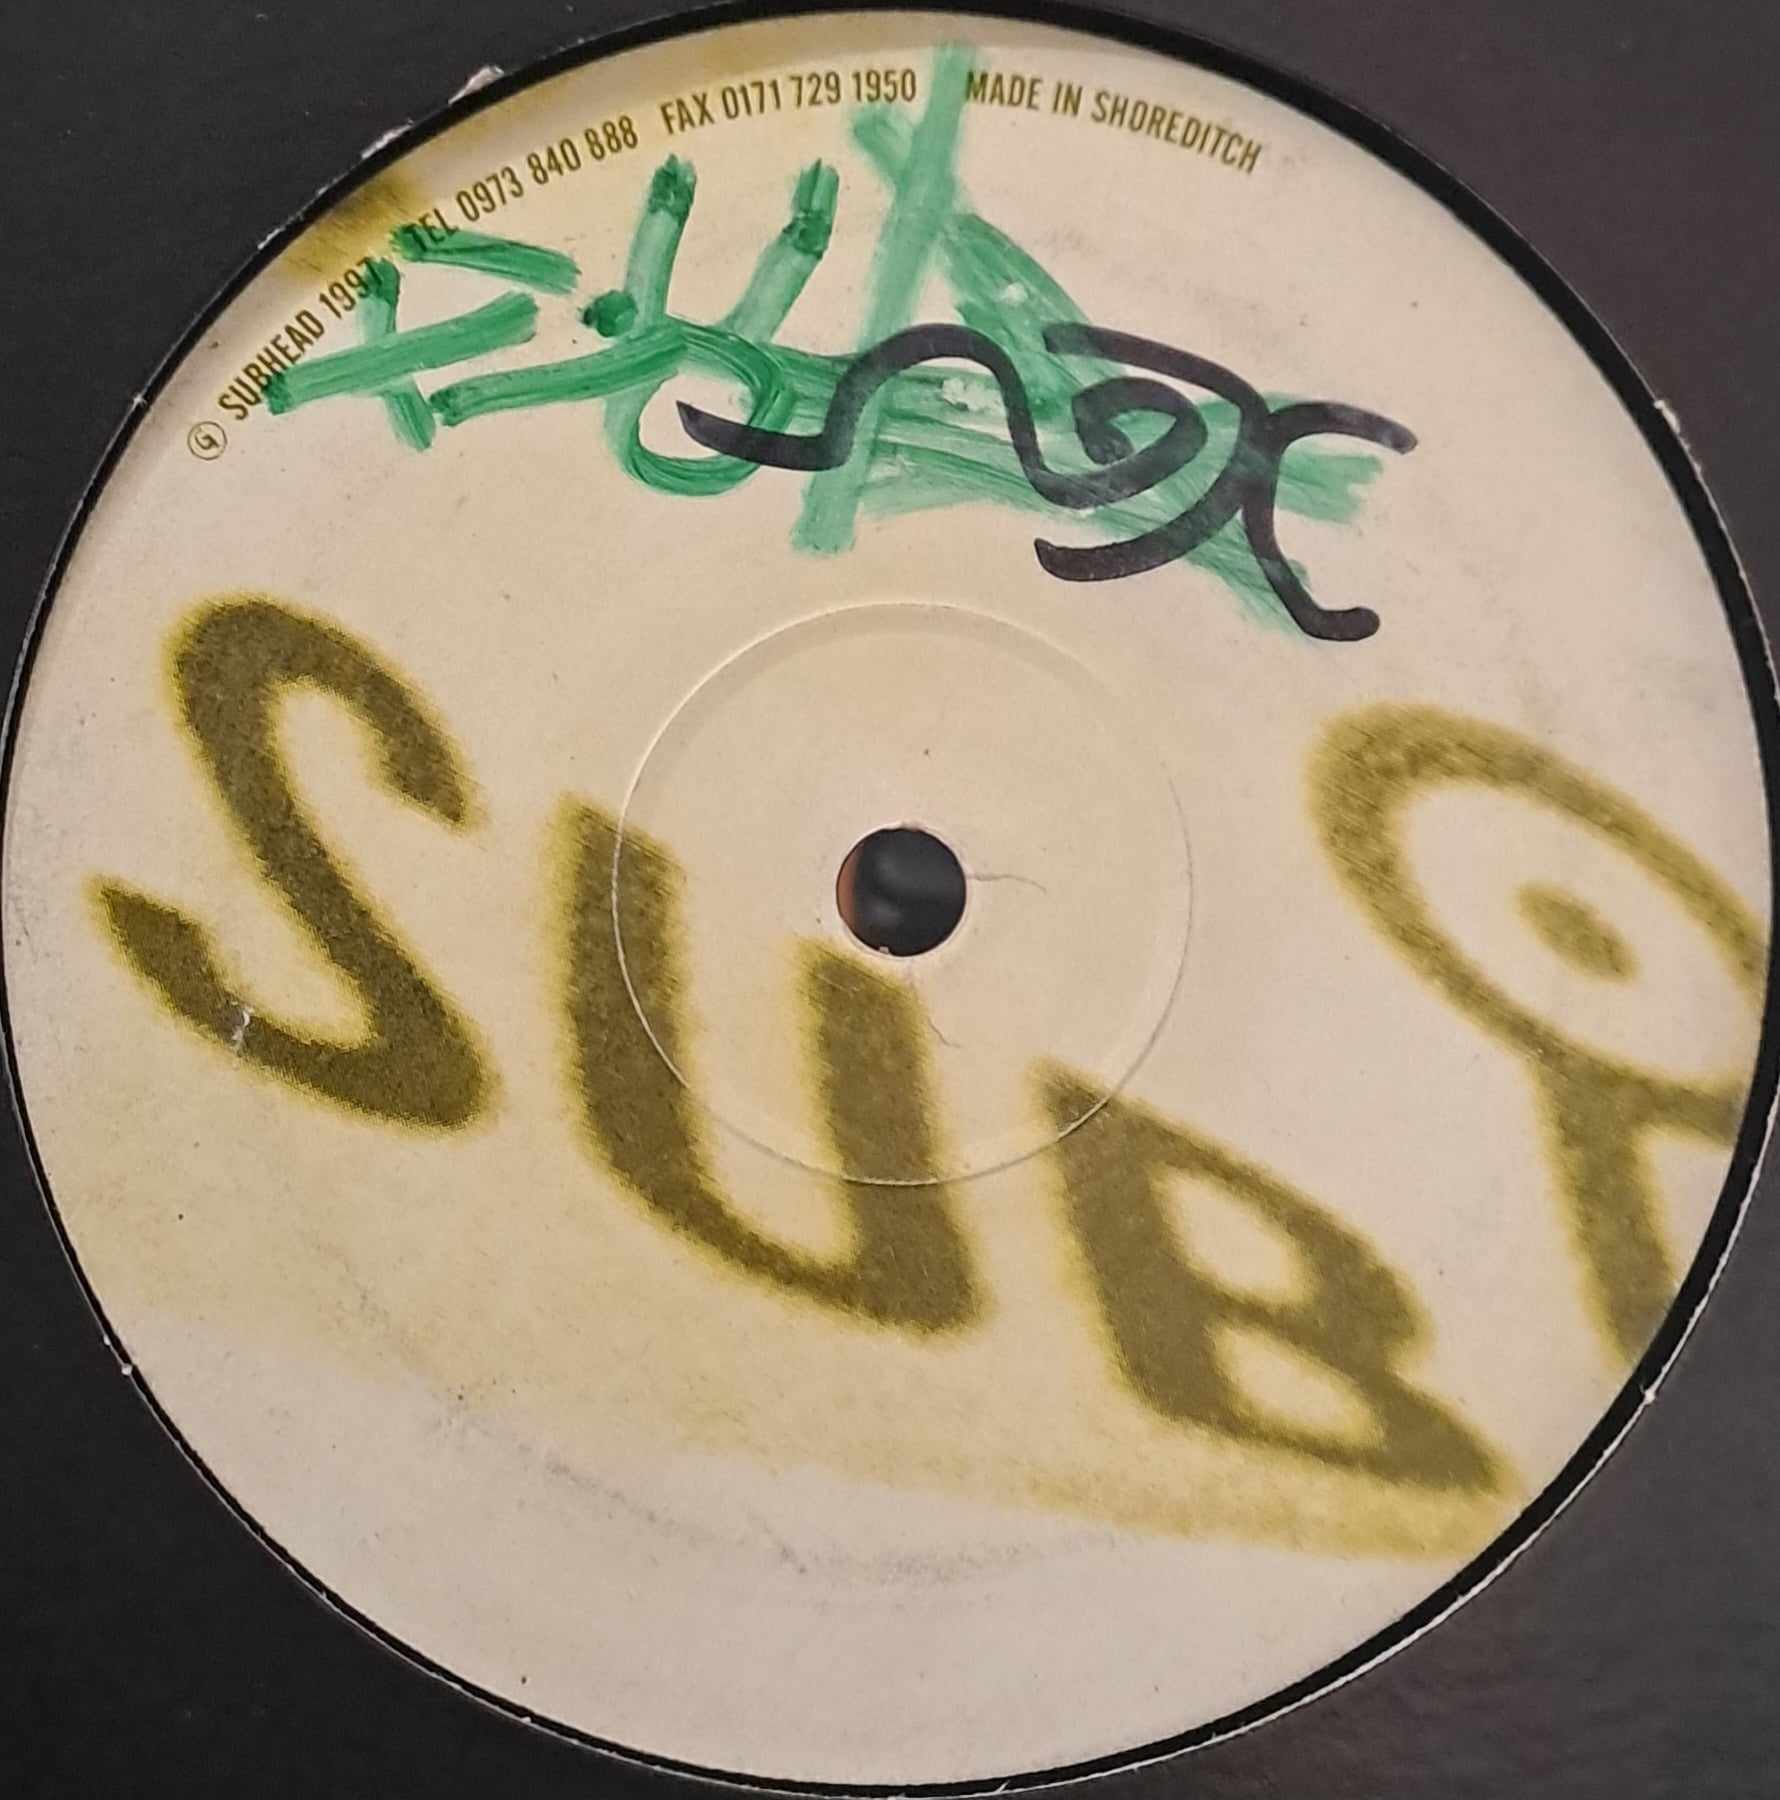 Ⓖ SUBHEAD 1997 TEL 0973 840 888 FAX 0171 729 1950 MADE IN SHOREDITCH
SUB